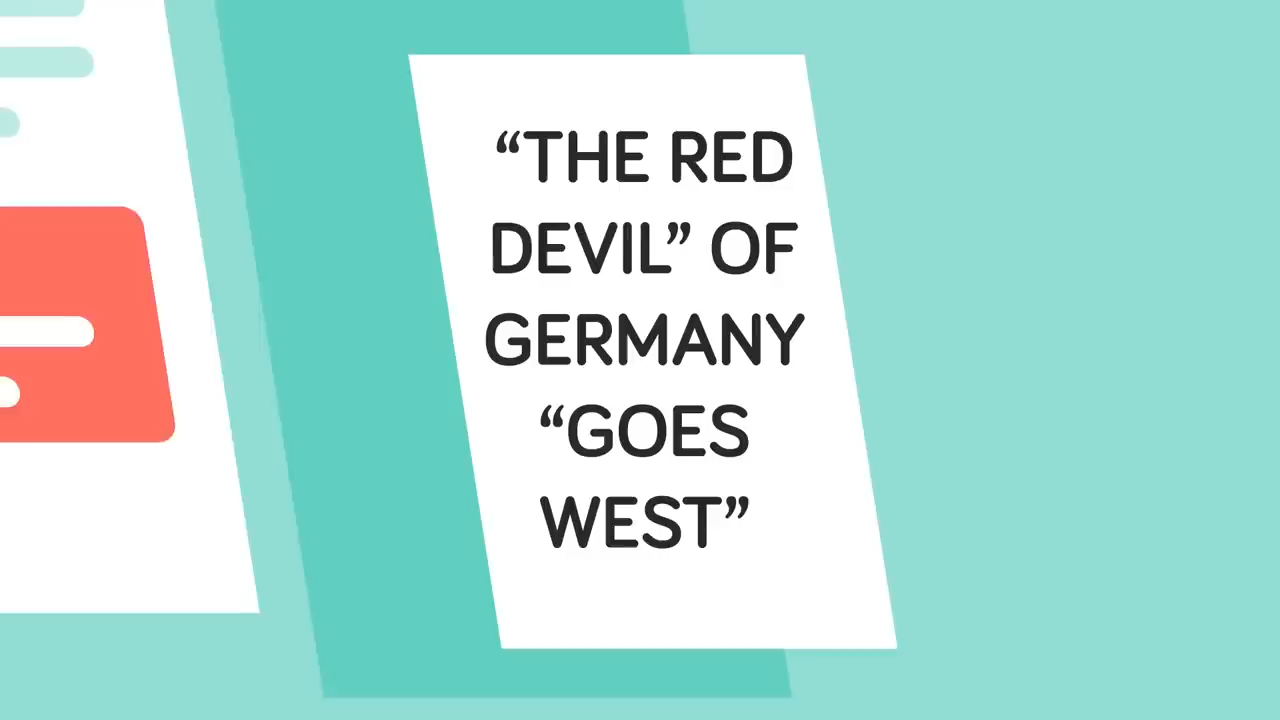 “THE RED
DEVIL” OF
GERMANY
“GOES
WEST”